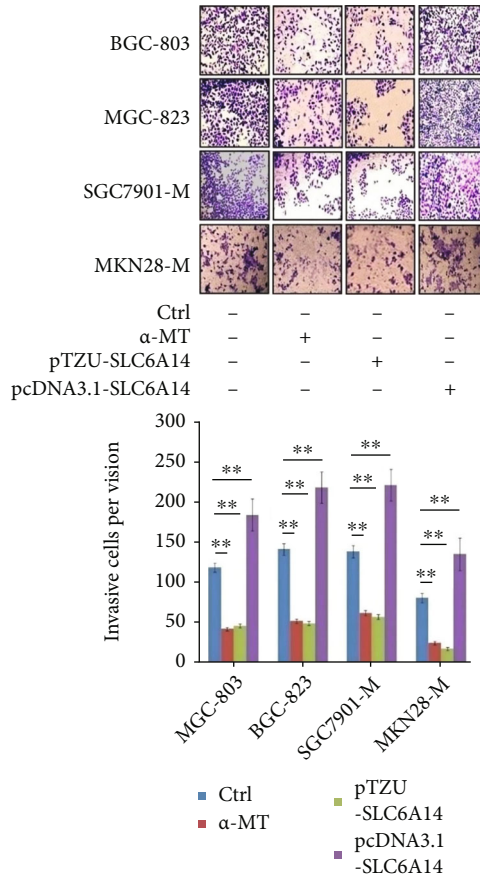 BGC-803
MGC-823
SGC7901-M
MKN28-M
Ctrl – – – –
α-MT – + – –
pTZU-SLC6A14 – – + –
pcDNA3.1-SLC6A14 – – – +
300
250
200
150
100
50
0
Invasive cells per vision
** ** ** **
** ** ** **
** ** ** **
MGC-803
BGC-823
SGC7901-M
MKN28-M
Ctrl
α-MT
pTZU
-SLC6A14
pcDNA3.1
-SLC6A14